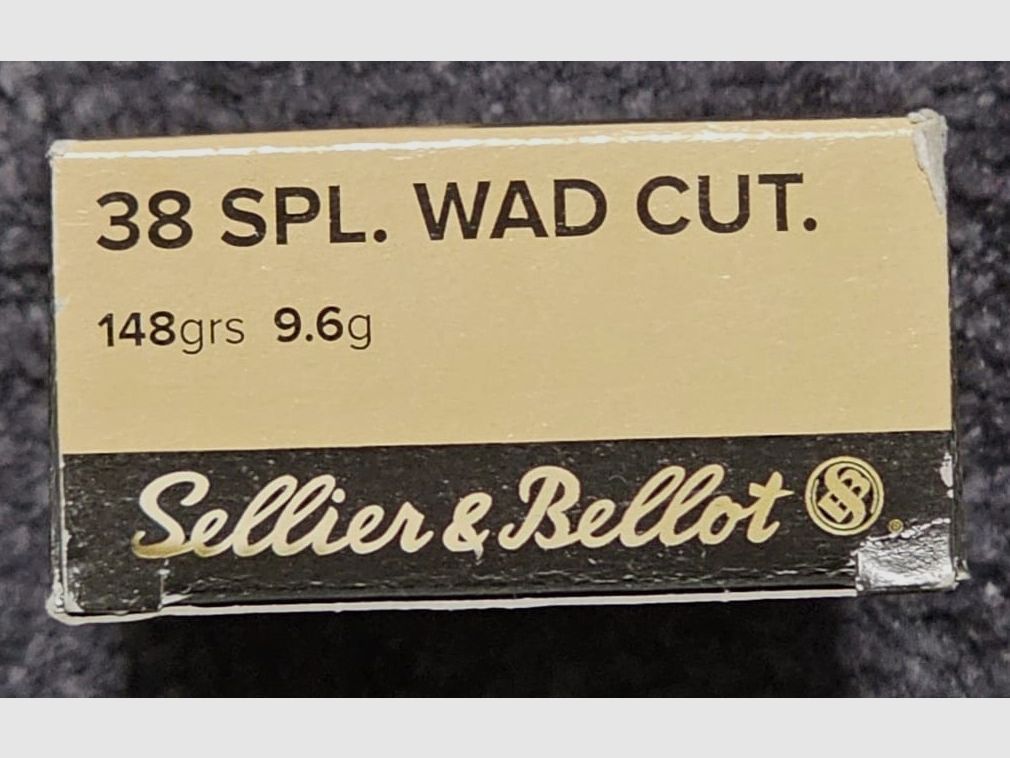 38 SPL. WAD CUT.
148grs 9.6g
Sellier & Bellot